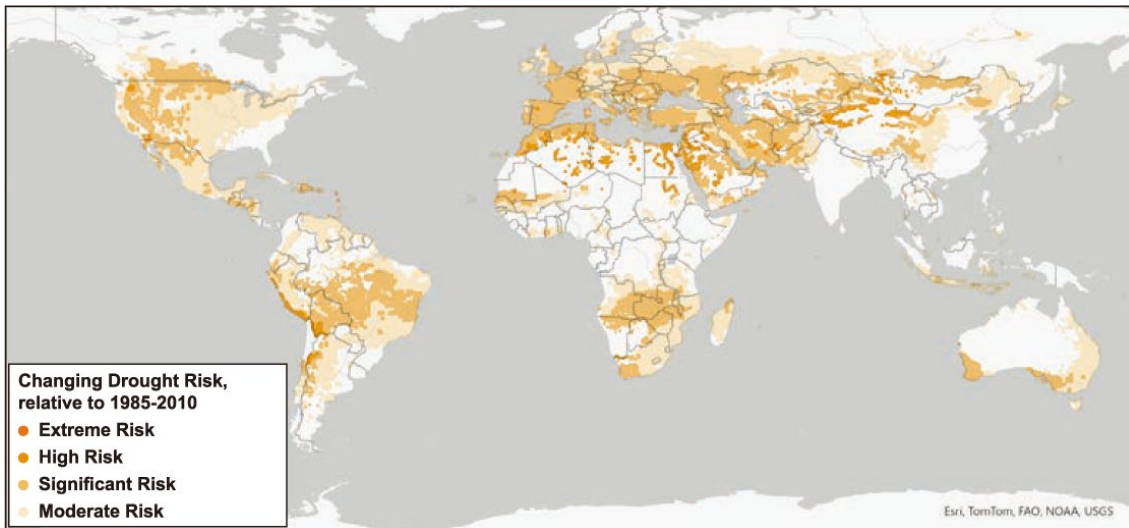 Changing Drought Risk,
relative to 1985-2010
Extreme Risk
High Risk
Significant Risk
Moderate Risk
Esri, TomTom, FAO, NOAA, USGS